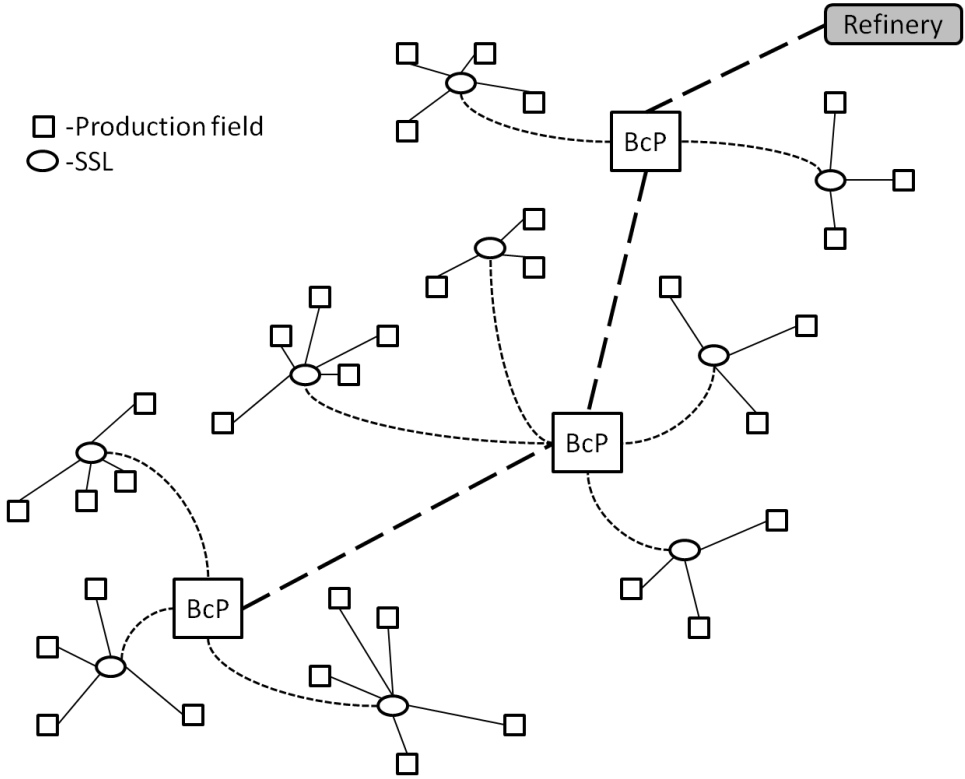 Refinery
-Production field
-SSL
BcP
BcP
BcP